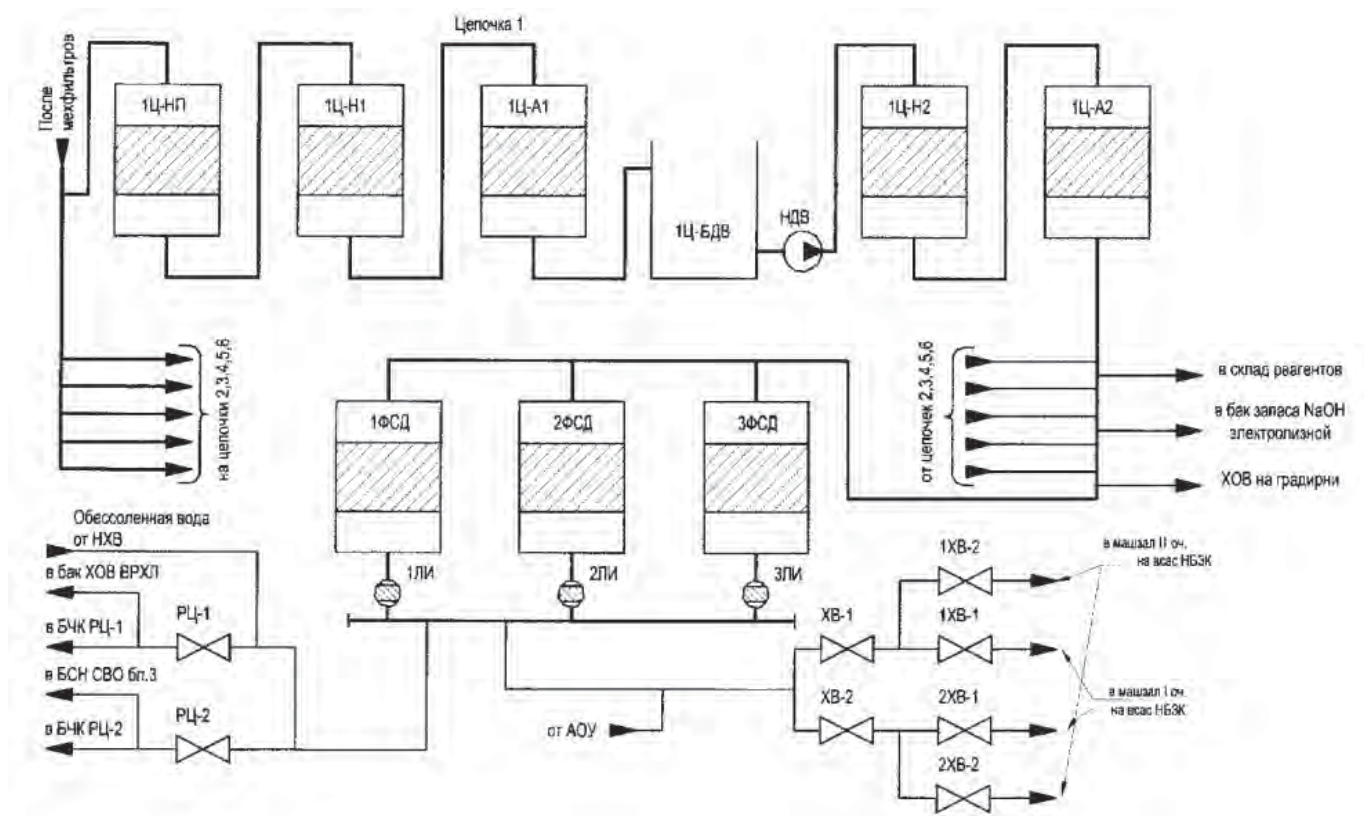 Цепочка 1
После
мехфильтров
1Ц-НП
1Ц-Н1
1Ц-А1
1Ц-БДВ
НДВ
1Ц-Н2
1Ц-А2
на цепочки 2,3,4,5,6
от цепочек 2,3,4,5,6
в склад реагентов
в бак запаса NaOH
электролизной
ХОВ на градирни
1ФСД
2ФСД
3ФСД
1ЛИ
2ЛИ
3ЛИ
Обессоленная вода
от НХВ
в бак ХОВ ВРХЛ
в БЧК РЦ-1
РЦ-1
в БСН СВО бл.3
в БЧК РЦ-2
РЦ-2
от АОУ
ХВ-1
ХВ-2
1ХВ-2
1ХВ-1
2ХВ-1
2ХВ-2
в машзал II оч.
на всас НБЗК
в машзал I оч.
на всас НБЗК